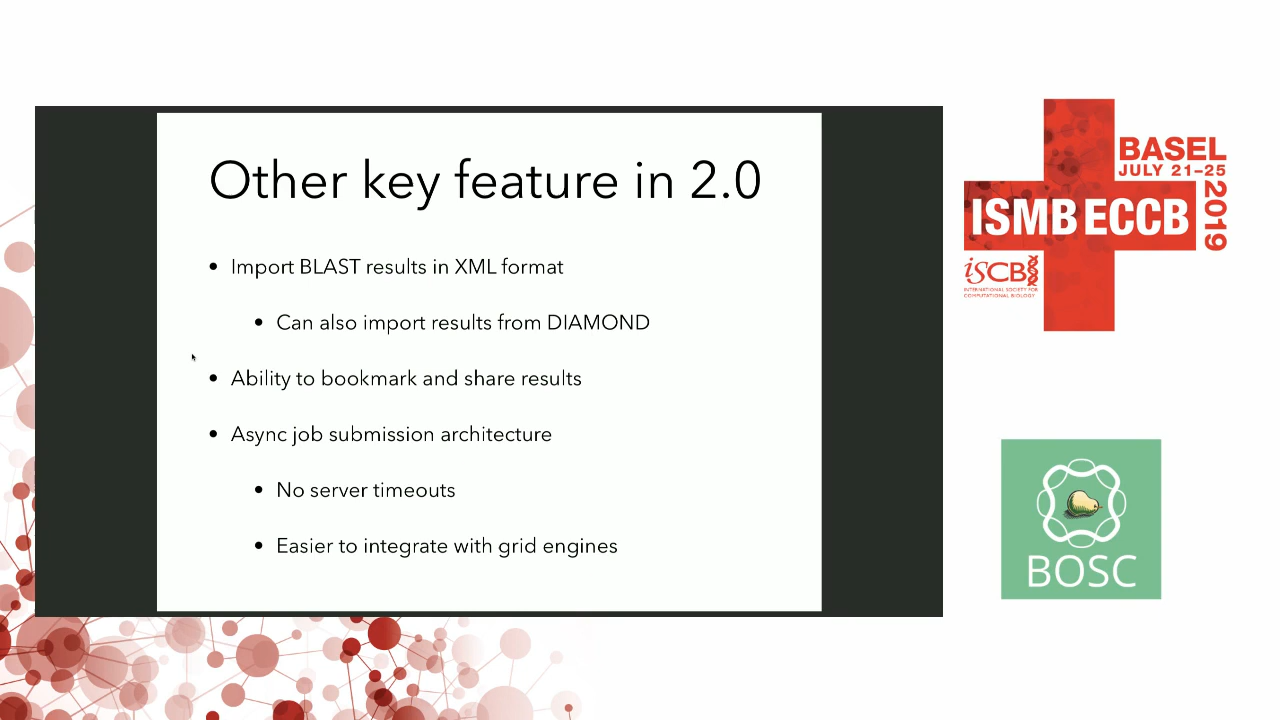 Other key feature in 2.0
• Import BLAST results in XML format
• Can also import results from DIAMOND
• Ability to bookmark and share results
• Async job submission architecture
• No server timeouts
• Easier to integrate with grid engines
BASEL
JULY 21–25
2019
ISMB ECCB
iSCB
INTERNATIONAL SOCIETY FOR
COMPUTATIONAL BIOLOGY
BOSC